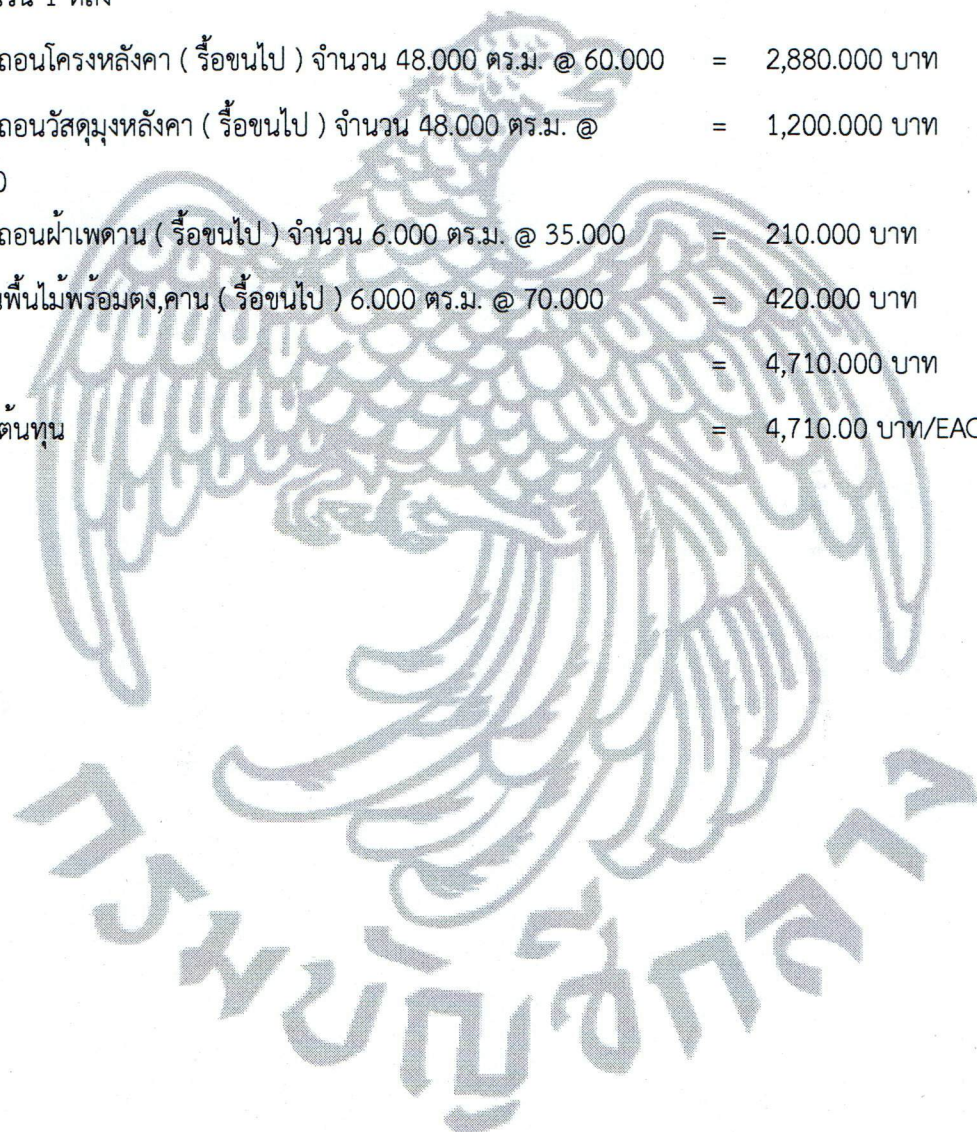 1 หลัง
ถอนโครงหลังคา ( รื้อขนไป ) จำนวน 48.000 ตร.ม. @ 60.000 = 2,880.000 บาท
ถอนวัสดุมุงหลังคา ( รื้อขนไป ) จำนวน 48.000 ตร.ม. @ = 1,200.000 บาท
0
ถอนฝ้าเพดาน ( รื้อขนไป ) จำนวน 6.000 ตร.ม. @ 35.000 = 210.000 บาท
พื้นไม้พร้อมตง,คาน ( รื้อขนไป ) 6.000 ตร.ม. @ 70.000 = 420.000 บาท
= 4,710.000 บาท
ต้นทุน = 4,710.00 บาท/EAC
กรมบัญชีกลาง